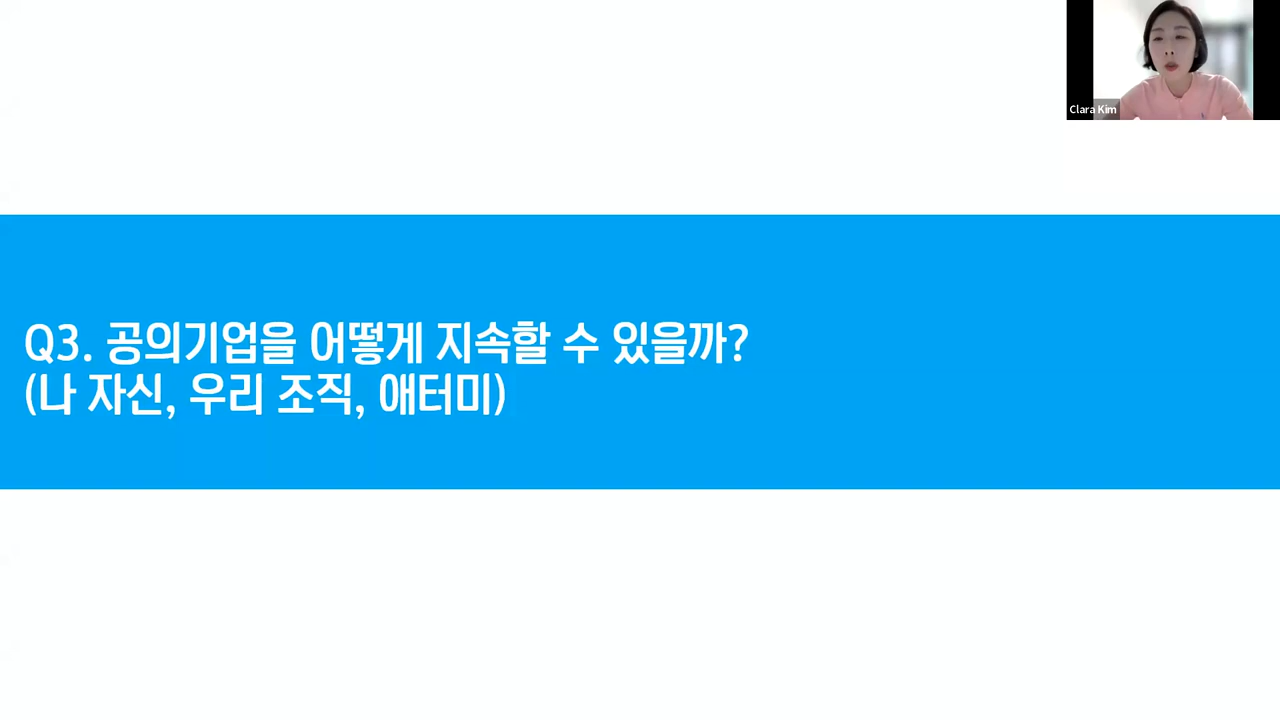 Clara Kim
Q3. 공의기업을 어떻게 지속할 수 있을까?
(나 자신, 우리 조직, 애터미)